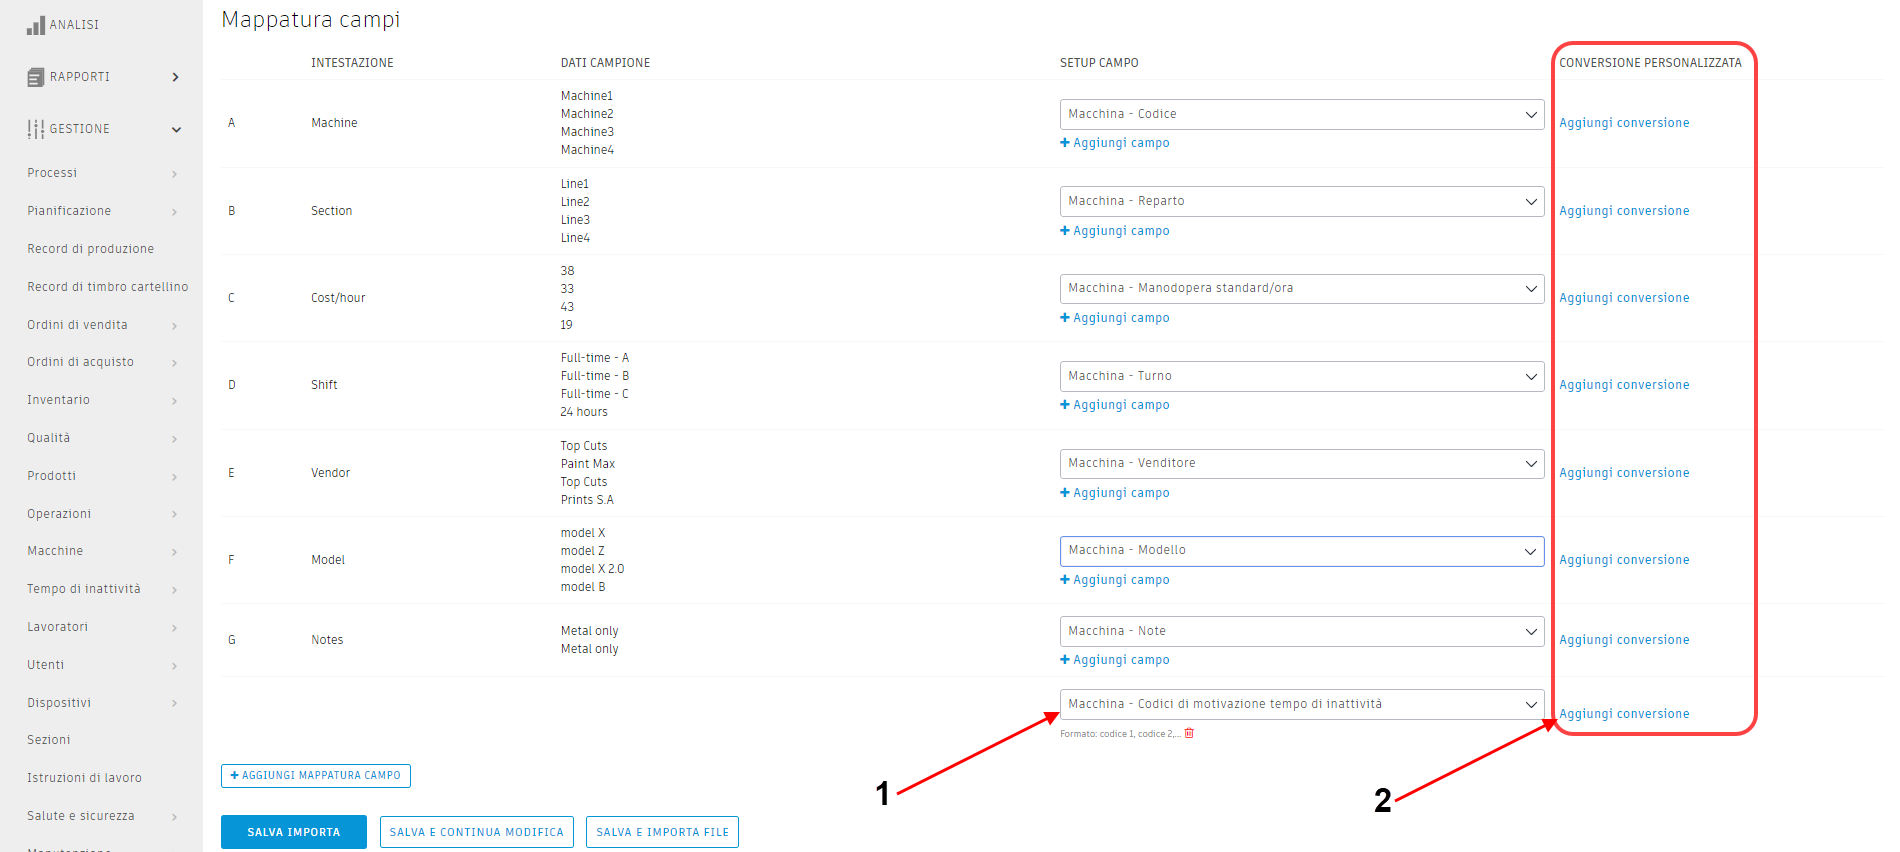 ANALISI
RAPPORTI
GESTIONE
Processi
Pianificazione
Record di produzione
Record di timbro cartellino
Ordini di vendita
Ordini di acquisto
Inventario
Qualità
Prodotti
Operazioni
Macchine
Tempo di inattività
Lavoratori
Utenti
Dispositivi
Sezioni
Istruzioni di lavoro
Salute e sicurezza
Manutenzione
Mappatura campi
INTESTAZIONE DATI CAMPIONE SETUP CAMPO CONVERSIONE PERSONALIZZATA
A Machine
Machine1
Machine2
Machine3
Machine4
Macchina - Codice
+ Aggiungi campo
Aggiungi conversione
B Section
Line1
Line2
Line3
Line4
Macchina - Reparto
+ Aggiungi campo
Aggiungi conversione
C Cost/hour
38
33
43
19
Macchina - Manodopera standard/ora
+ Aggiungi campo
Aggiungi conversione
D Shift
Full-time - A
Full-time - B
Full-time - C
24 hours
Macchina - Turno
+ Aggiungi campo
Aggiungi conversione
E Vendor
Top Cuts
Paint Max
Top Cuts
Prints S.A
Macchina - Venditore
+ Aggiungi campo
Aggiungi conversione
F Model
model X
model Z
model X 2.0
model B
Macchina - Modello
+ Aggiungi campo
Aggiungi conversione
G Notes
Metal only
Metal only
Macchina - Note
+ Aggiungi campo
Aggiungi conversione
Macchina - Codici di motivazione tempo di inattività
Formato: codice 1, codice 2,...
Aggiungi conversione
1
2
+ AGGIUNGI MAPPATURA CAMPO
SALVA IMPORTA SALVA E CONTINUA MODIFICA SALVA E IMPORTA FILE